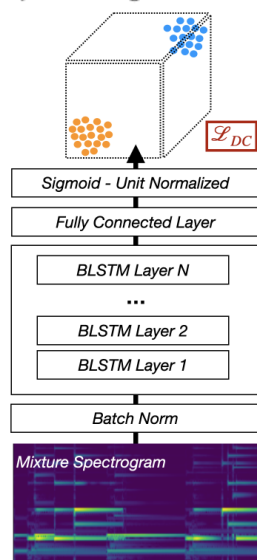 ℒ_DC
Sigmoid - Unit Normalized
Fully Connected Layer
BLSTM Layer N
...
BLSTM Layer 2
BLSTM Layer 1
Batch Norm
Mixture Spectrogram